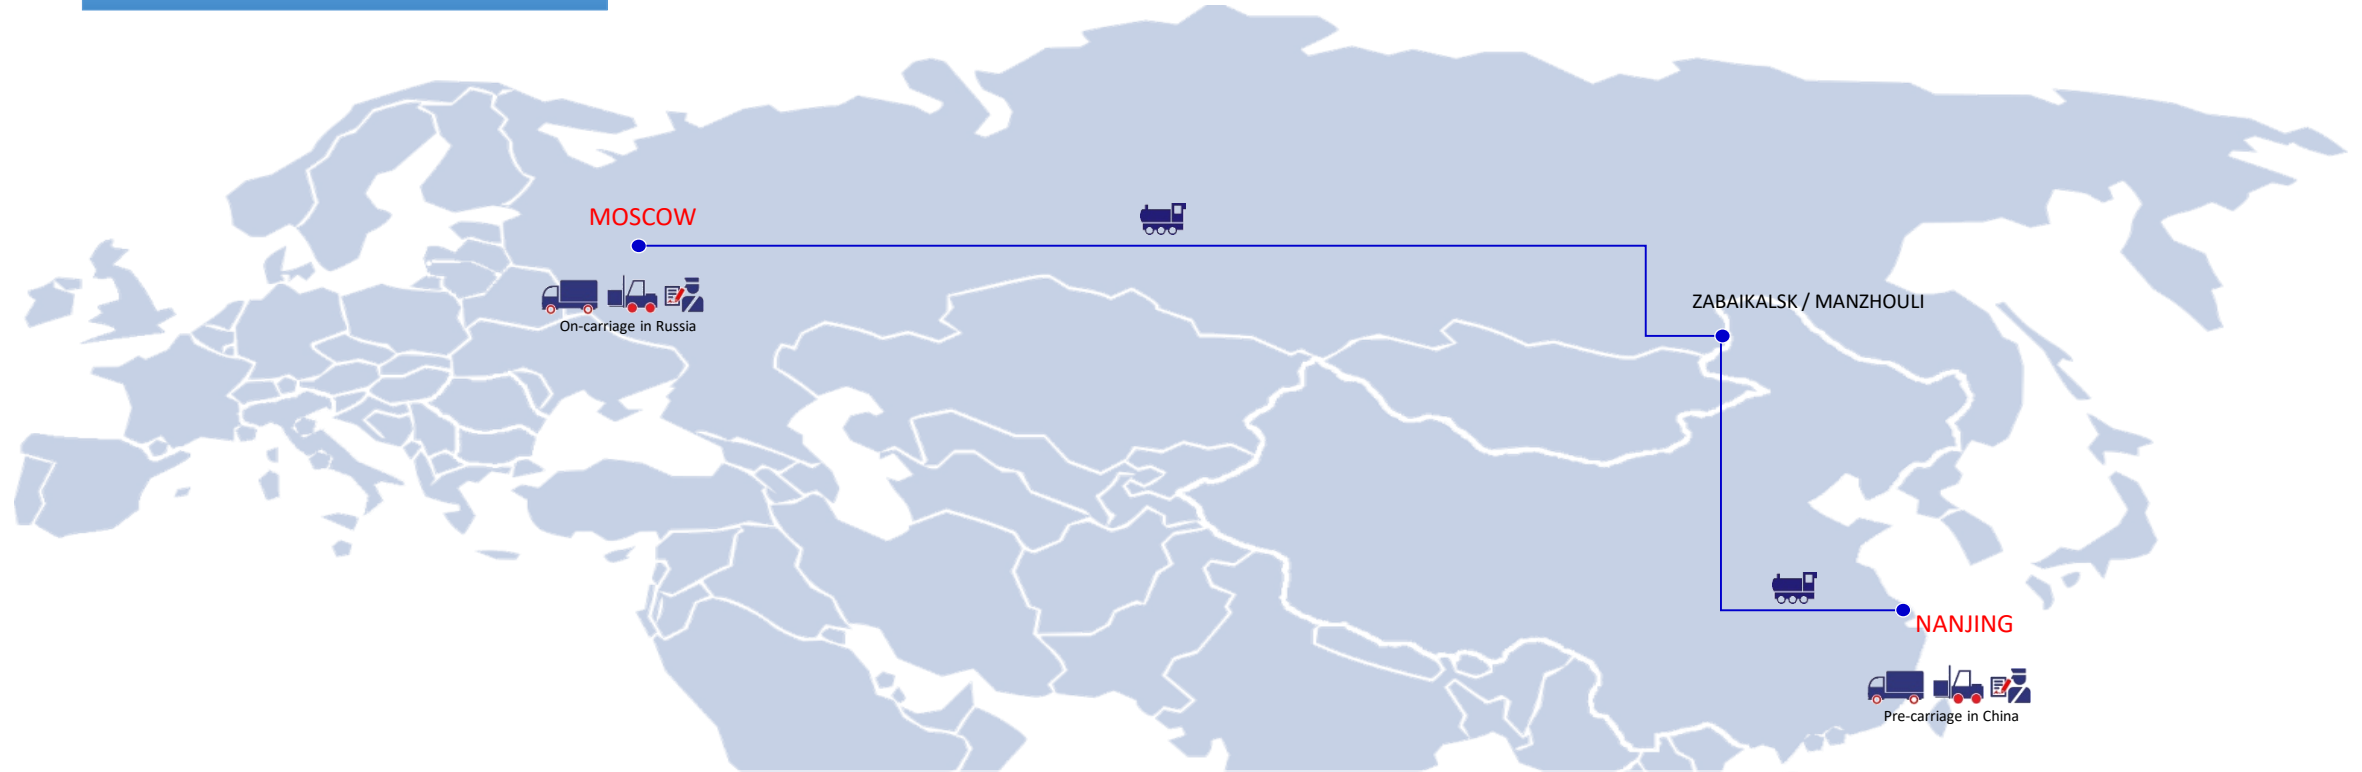 MOSCOW
ZABAIKALSK / MANZHOULI
On-carriage in Russia
NANJING
Pre-carriage in China